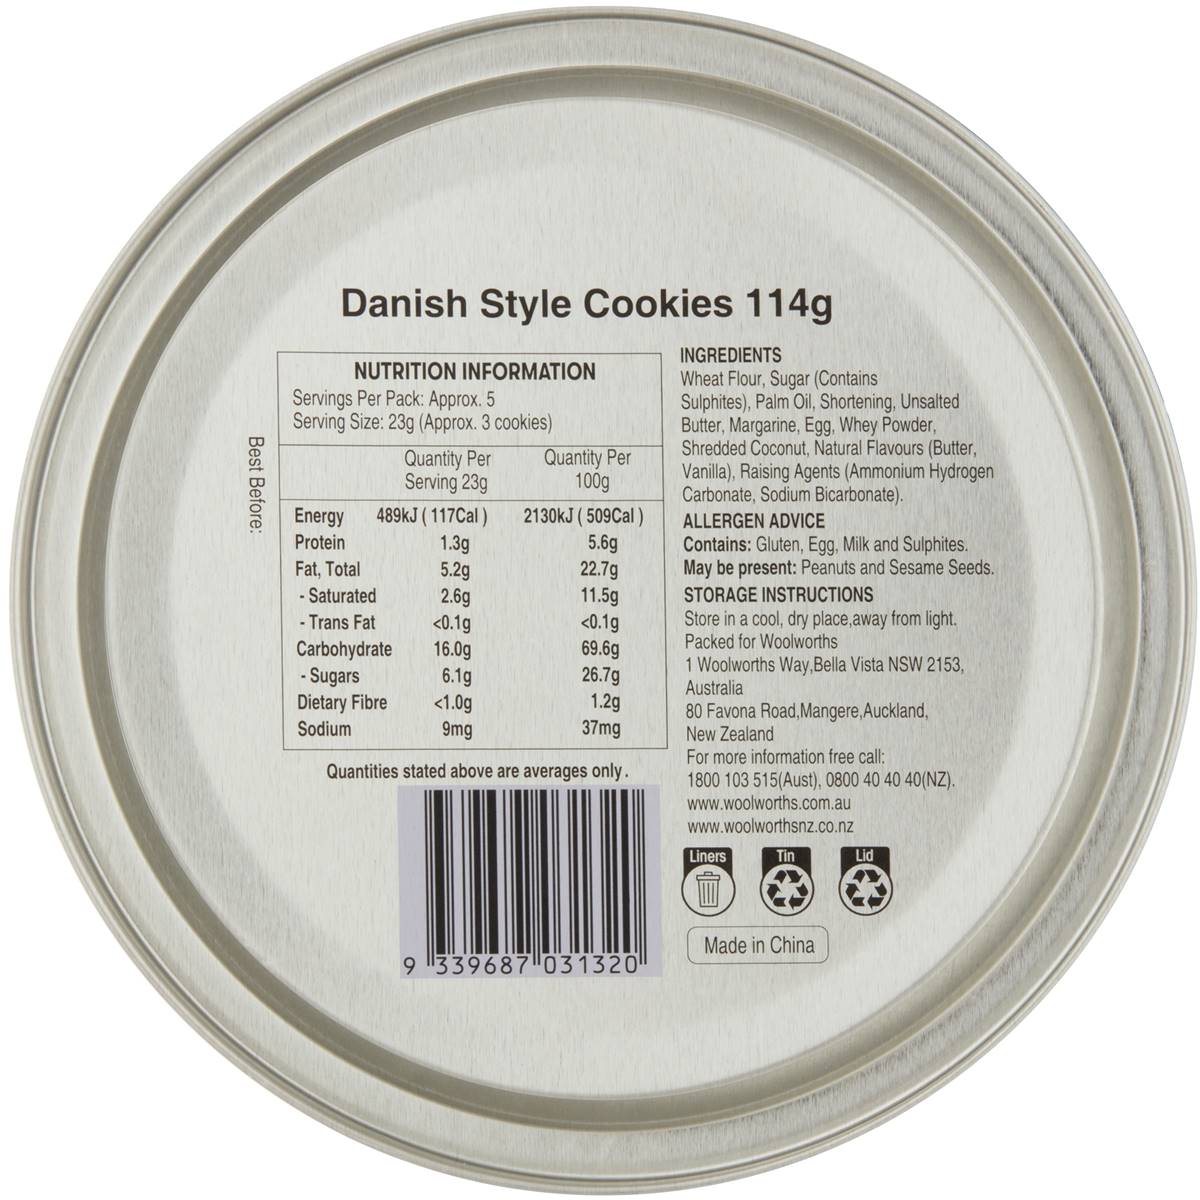 Danish Style Cookies 114g
NUTRITION INFORMATION
Servings Per Pack: Approx. 5
Serving Size: 23g (Approx. 3 cookies)
Quantity Per Serving 23g Quantity Per 100g
Energy 489kJ ( 117Cal ) 2130kJ ( 509Cal )
Protein 1.3g 5.6g
Fat, Total 5.2g 22.7g
- Saturated 2.6g 11.5g
- Trans Fat <0.1g <0.1g
Carbohydrate 16.0g 69.6g
- Sugars 6.1g 26.7g
Dietary Fibre <1.0g 1.2g
Sodium 9mg 37mg
Quantities stated above are averages only.
Best Before:
9 339687 031320
INGREDIENTS
Wheat Flour, Sugar (Contains
Sulphites), Palm Oil, Shortening, Unsalted
Butter, Margarine, Egg, Whey Powder,
Shredded Coconut, Natural Flavours (Butter,
Vanilla), Raising Agents (Ammonium Hydrogen
Carbonate, Sodium Bicarbonate).
ALLERGEN ADVICE
Contains: Gluten, Egg, Milk and Sulphites.
May be present: Peanuts and Sesame Seeds.
STORAGE INSTRUCTIONS
Store in a cool, dry place,away from light.
Packed for Woolworths
1 Woolworths Way,Bella Vista NSW 2153,
Australia
80 Favona Road,Mangere,Auckland,
New Zealand
For more information free call:
1800 103 515(Aust), 0800 40 40 40(NZ).
www.woolworths.com.au
www.woolworthsnz.co.nz
Liners Tin Lid
Made in China